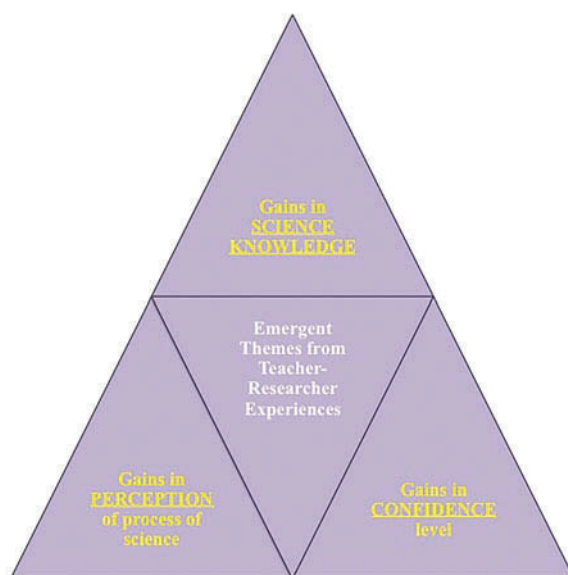 Gains in
SCIENCE
KNOWLEDGE
Emergent
Themes from
Teacher-
Researcher
Experiences
Gains in
PERCEPTION
of process of
science
Gains in
CONFIDENCE
level